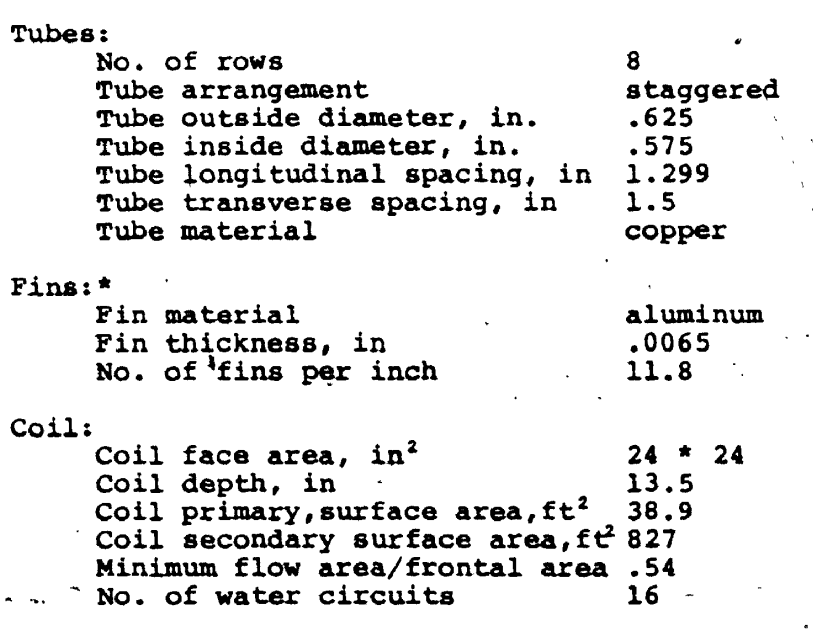 Tubes:
No. of rows 8
Tube arrangement staggered
Tube outside diameter, in. .625
Tube inside diameter, in. .575
Tube longitudinal spacing, in 1.299
Tube transverse spacing, in 1.5
Tube material copper
Fins:*
Fin material aluminum
Fin thickness, in .0065
No. of fins per inch 11.8
Coil:
Coil face area, in² 24 * 24
Coil depth, in 13.5
Coil primary,surface area,ft² 38.9
Coil secondary surface area,ft² 827
Minimum flow area/frontal area .54
No. of water circuits 16